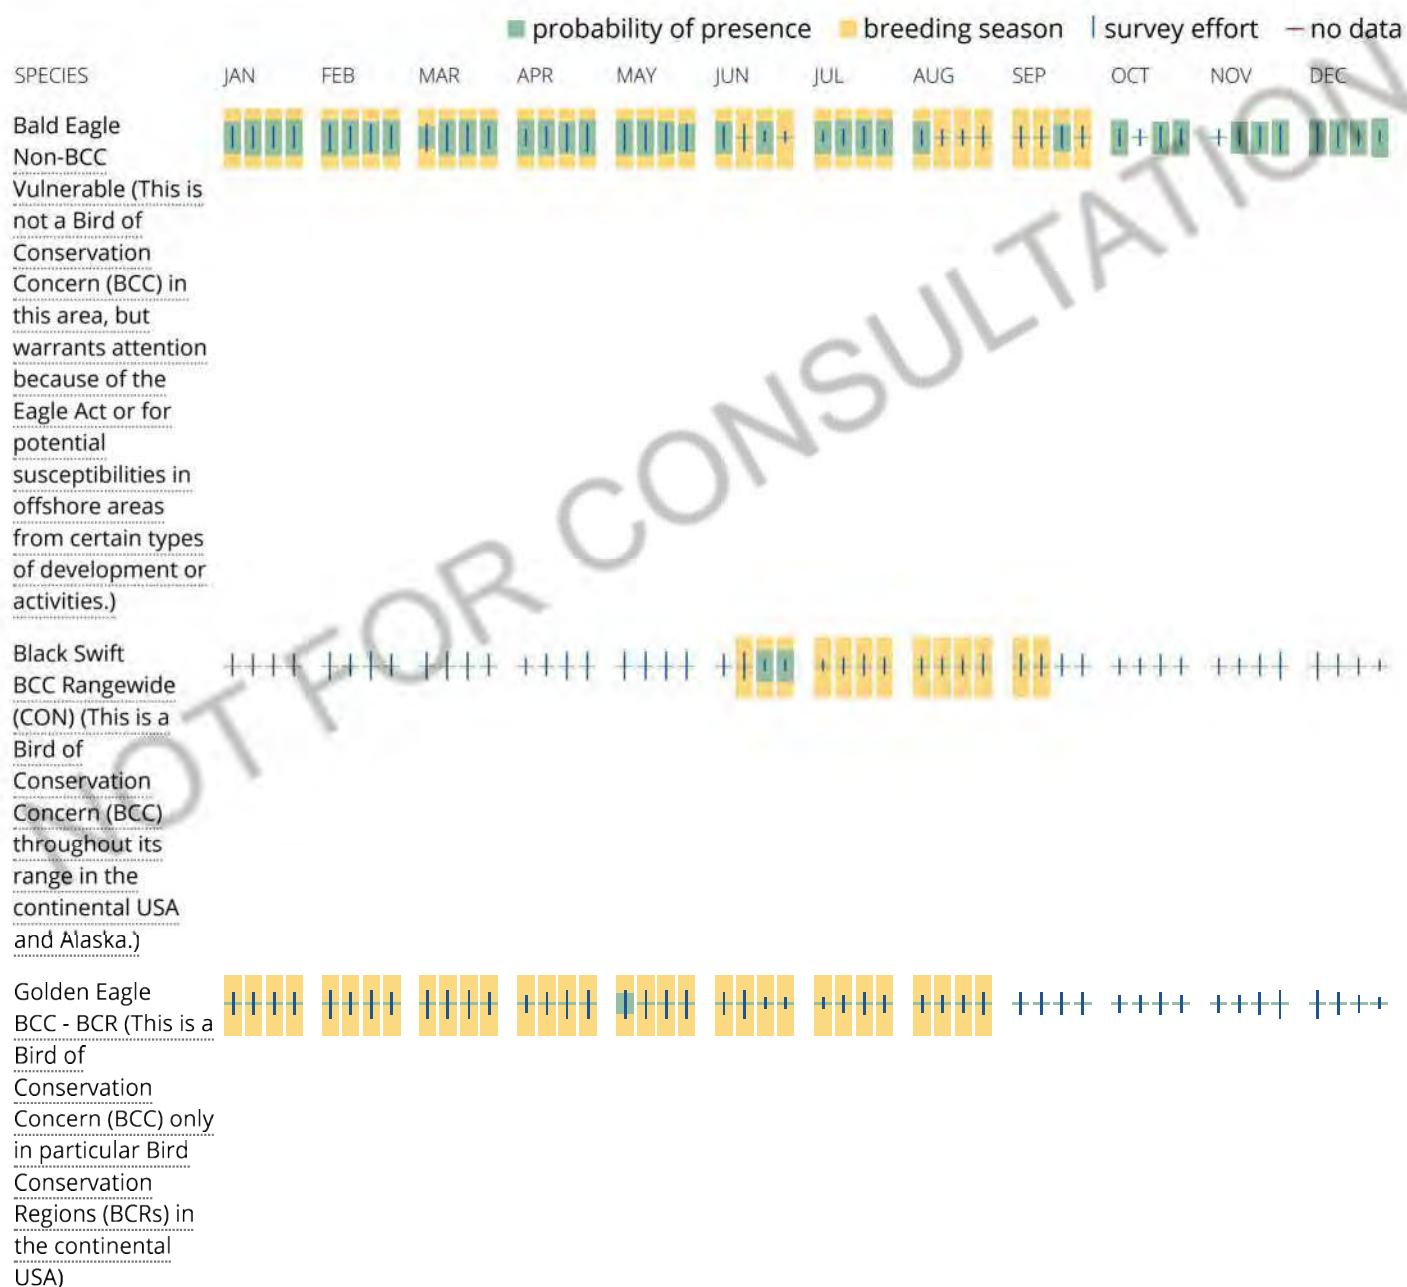 probability of presence breeding season survey effort no data
SPECIES JAN FEB MAR APR MAY JUN JUL AUG SEP OCT NOV DEC
Bald Eagle
Non-BCC
Vulnerable (This is
not a Bird of
Conservation
Concern (BCC) in
this area, but
warrants attention
because of the
Eagle Act or for
potential
susceptibilities in
offshore areas
from certain types
of development or
activities.)
Black Swift
BCC Rangewide
(CON) (This is a
Bird of
Conservation
Concern (BCC)
throughout its
range in the
continental USA
and Alaska.)
Golden Eagle
BCC - BCR (This is a
Bird of
Conservation
Concern (BCC) only
in particular Bird
Conservation
Regions (BCRs) in
the continental
USA)
NOT FOR CONSULTATION